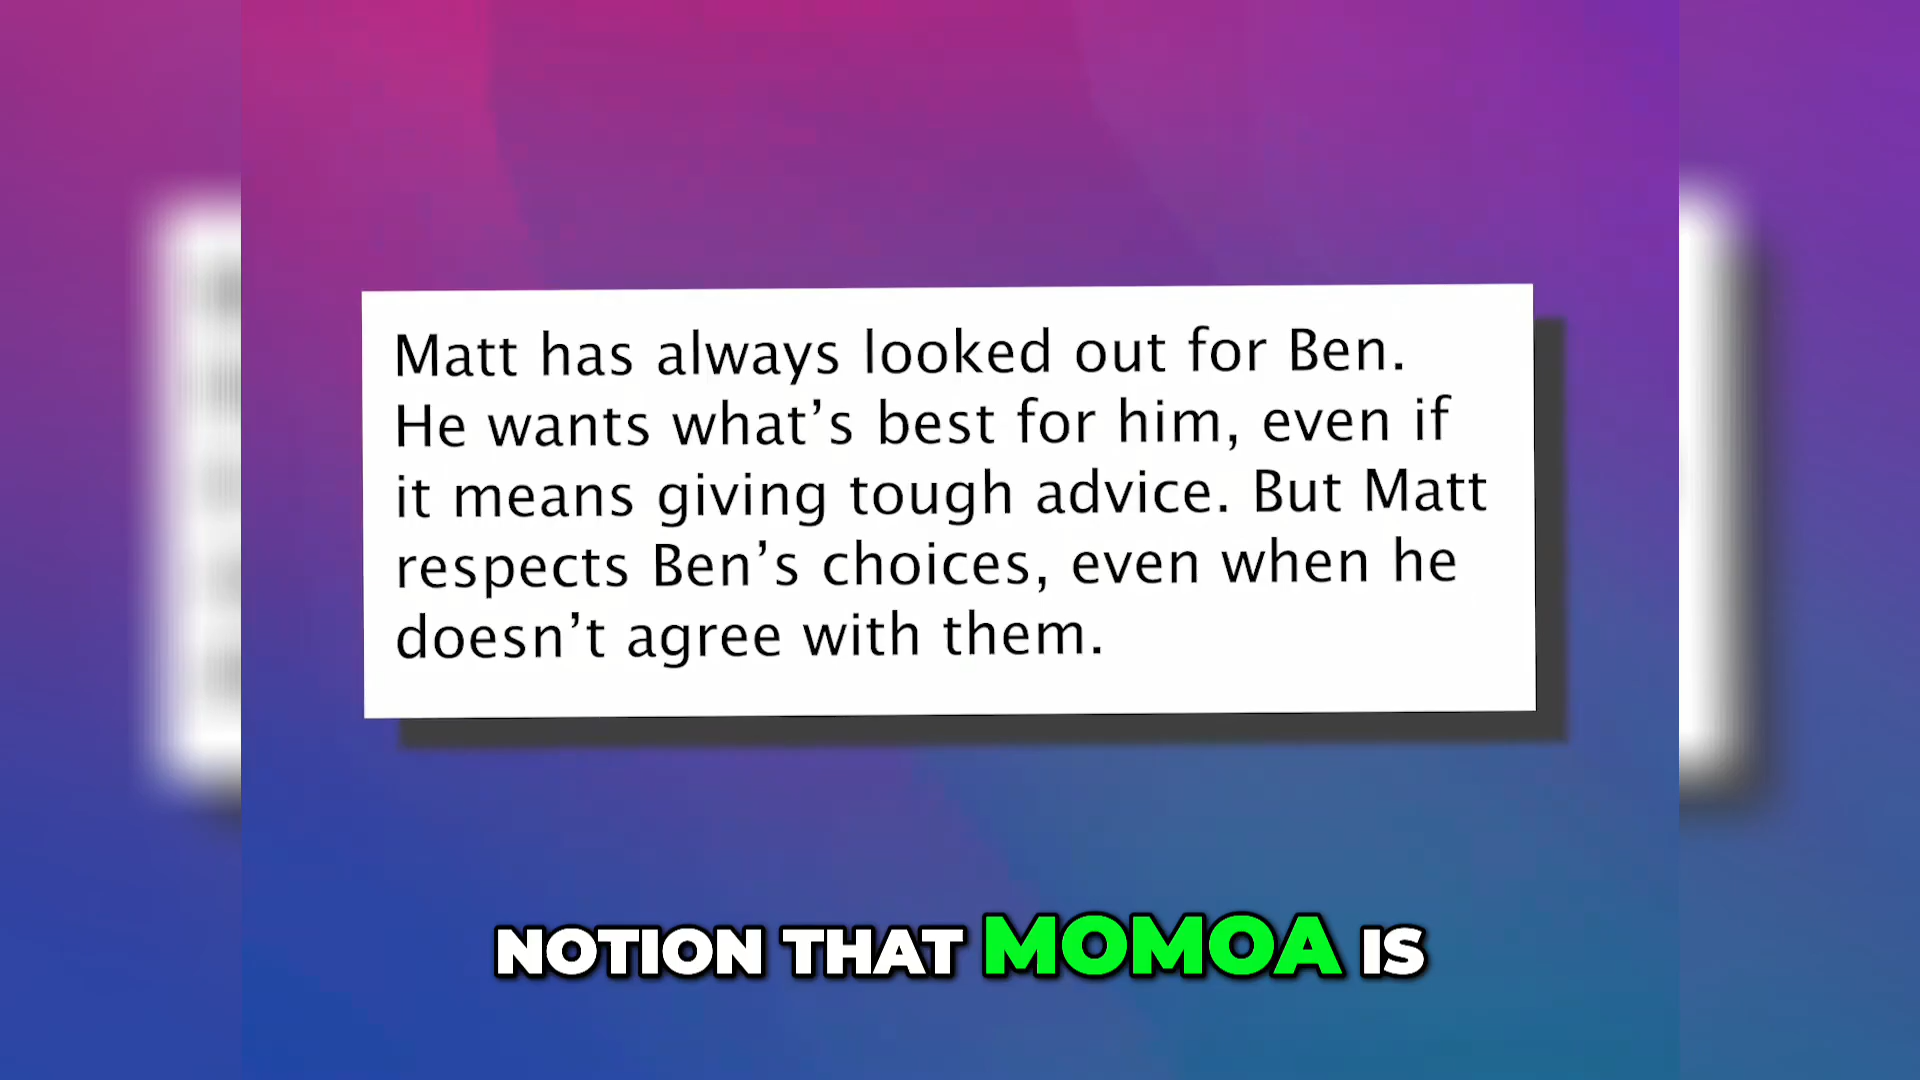 Matt has always looked out for Ben.
He wants what’s best for him, even if
it means giving tough advice. But Matt
respects Ben’s choices, even when he
doesn’t agree with them.
NOTION THAT MOMOA IS